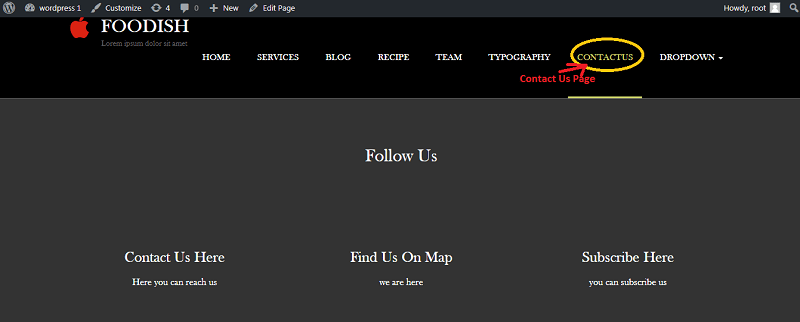 wordpress 1 Customize 4 0 New Edit Page Howdy, root
FOODISH
Lorem ipsum dolor sit amet
HOME SERVICES BLOG RECIPE TEAM TYPOGRAPHY CONTACTUS DROPDOWN
Contact Us Page
Follow Us
Contact Us Here Find Us On Map Subscribe Here
Here you can reach us we are here you can subscribe us